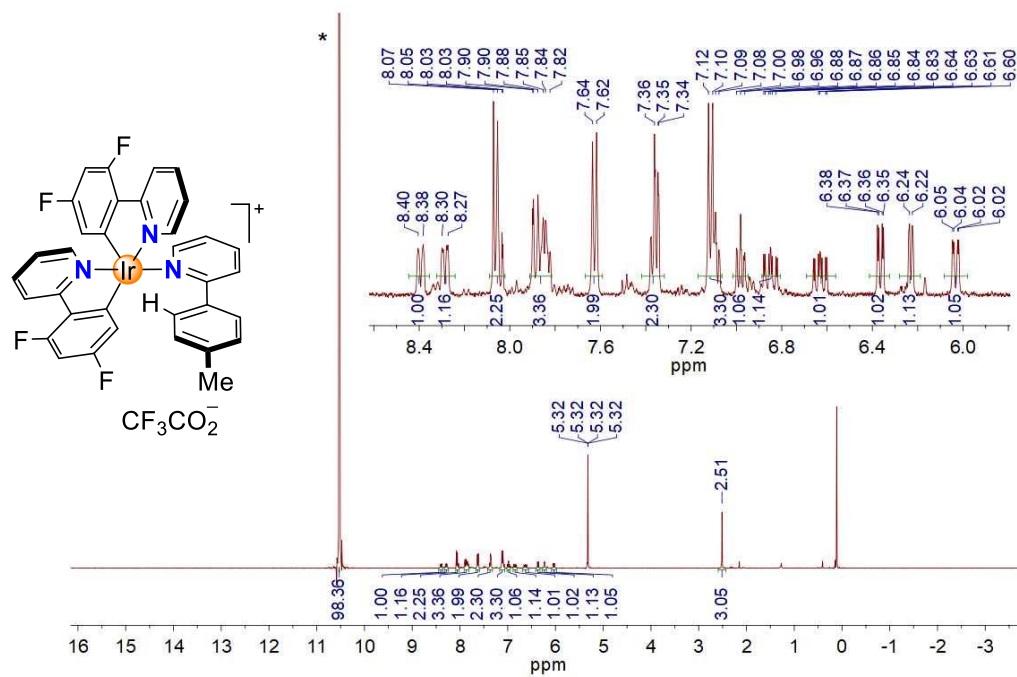 *
8.07 8.05 8.03 8.03 7.90 7.90 7.88 7.85 7.84 7.82 7.64 7.62 7.36 7.35 7.34 7.12 7.10 7.09 7.08 7.00 6.98 6.96 6.88 6.87 6.86 6.85 6.84 6.83 6.64 6.63 6.61 6.60
8.40 8.38 8.30 8.27 6.38 6.37 6.36 6.35 6.24 6.22 6.05 6.04 6.02 6.02
1.00 1.16 2.25 3.36 1.99 2.30 3.30 1.06 1.14 1.01 1.02 1.13 1.05
8.4 8.0 7.6 7.2 6.8 6.4 6.0
ppm
F
F
N
+
N Ir N
H
F
F
Me
CF₃CO₂⁻
5.32 5.32 5.32 5.32
2.51
98.36 1.00 1.16 2.25 3.36 1.99 2.30 3.30 1.06 1.14 1.01 1.02 1.13 1.05 3.05
16 15 14 13 12 11 10 9 8 7 6 5 4 3 2 1 0 -1 -2 -3
ppm